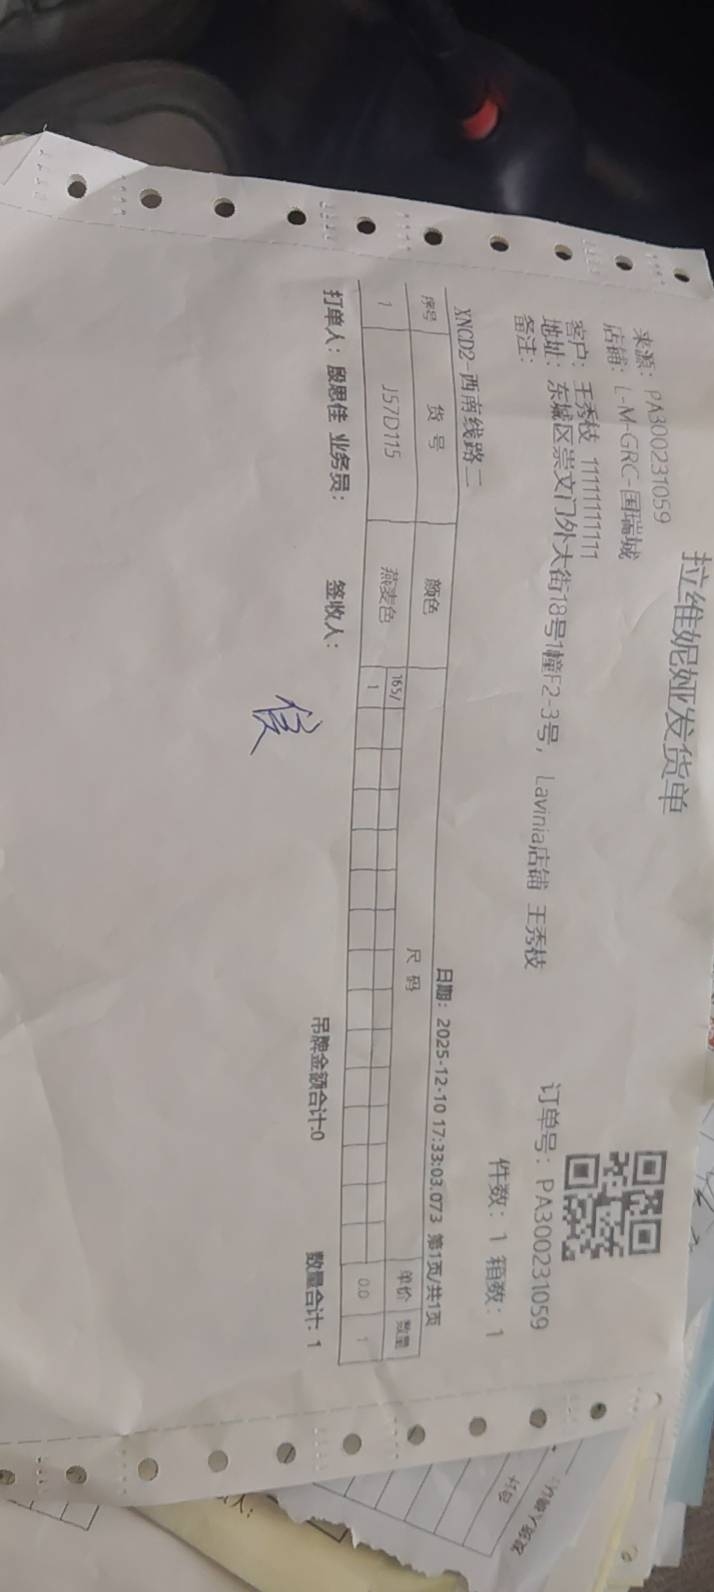 拉维妮娅发货单
来源：PA300231059
店铺：L-M-GRC-国瑞城
客户：王秀枝 11111111111
地址：东城区崇文门外大街18号1幢F2-3号， Lavinia店铺 王秀枝
备注：
订单号：PA300231059
件数：1 箱数：1
XNCD2-西南线路二
日期：2025-12-10 17:33:03.073 第1页/共1页
序号 货号 颜色 尺码 单价 数量
165/
1 J57D115 燕麦色 1 0.0 1
打单人：殷思佳 业务员： 签收人： 吊牌金额合计:0 数量合计: 1
发货人确认